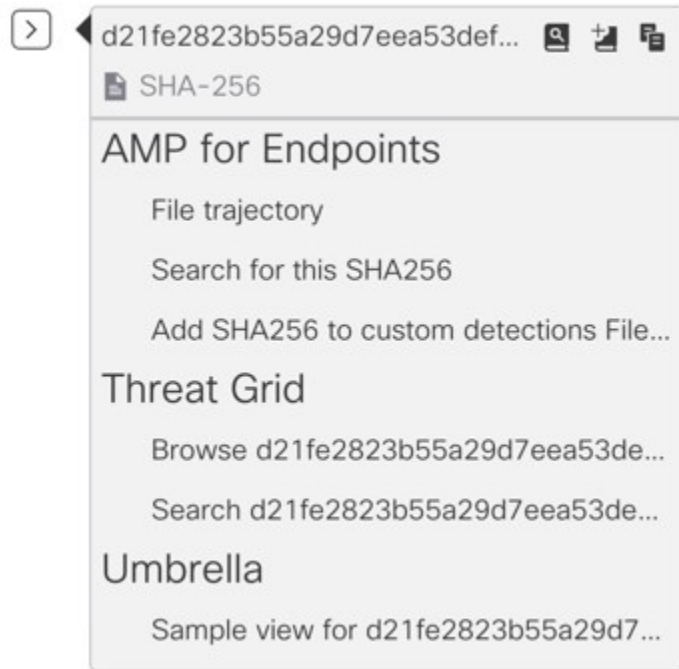 d21fe2823b55a29d7eea53def...
SHA-256
AMP for Endpoints
File trajectory
Search for this SHA256
Add SHA256 to custom detections File...
Threat Grid
Browse d21fe2823b55a29d7eea53de...
Search d21fe2823b55a29d7eea53de...
Umbrella
Sample view for d21fe2823b55a29d7...